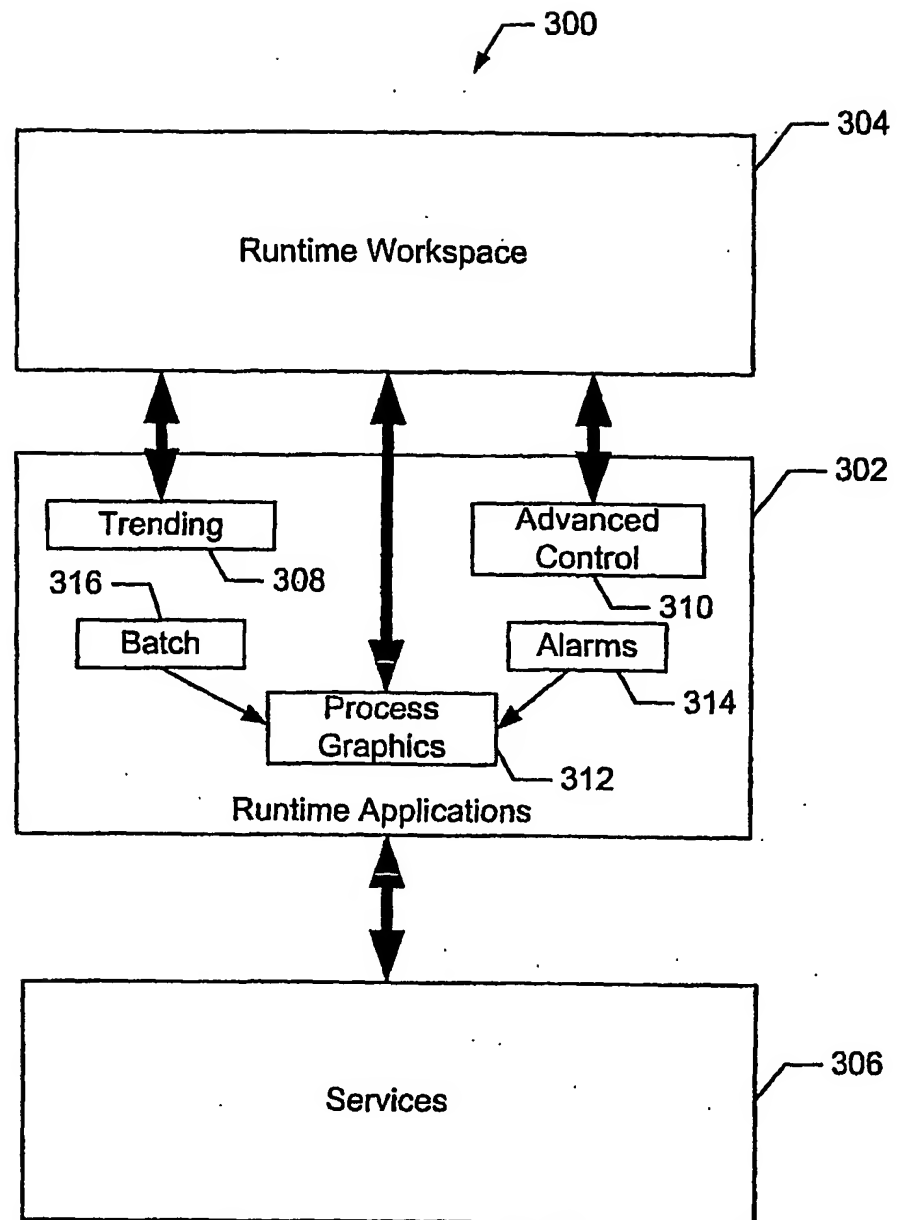 300
304
Runtime Workspace
302
Trending
308
Advanced
Control
310
316
Batch
Alarms
314
Process
Graphics
312
Runtime Applications
306
Services